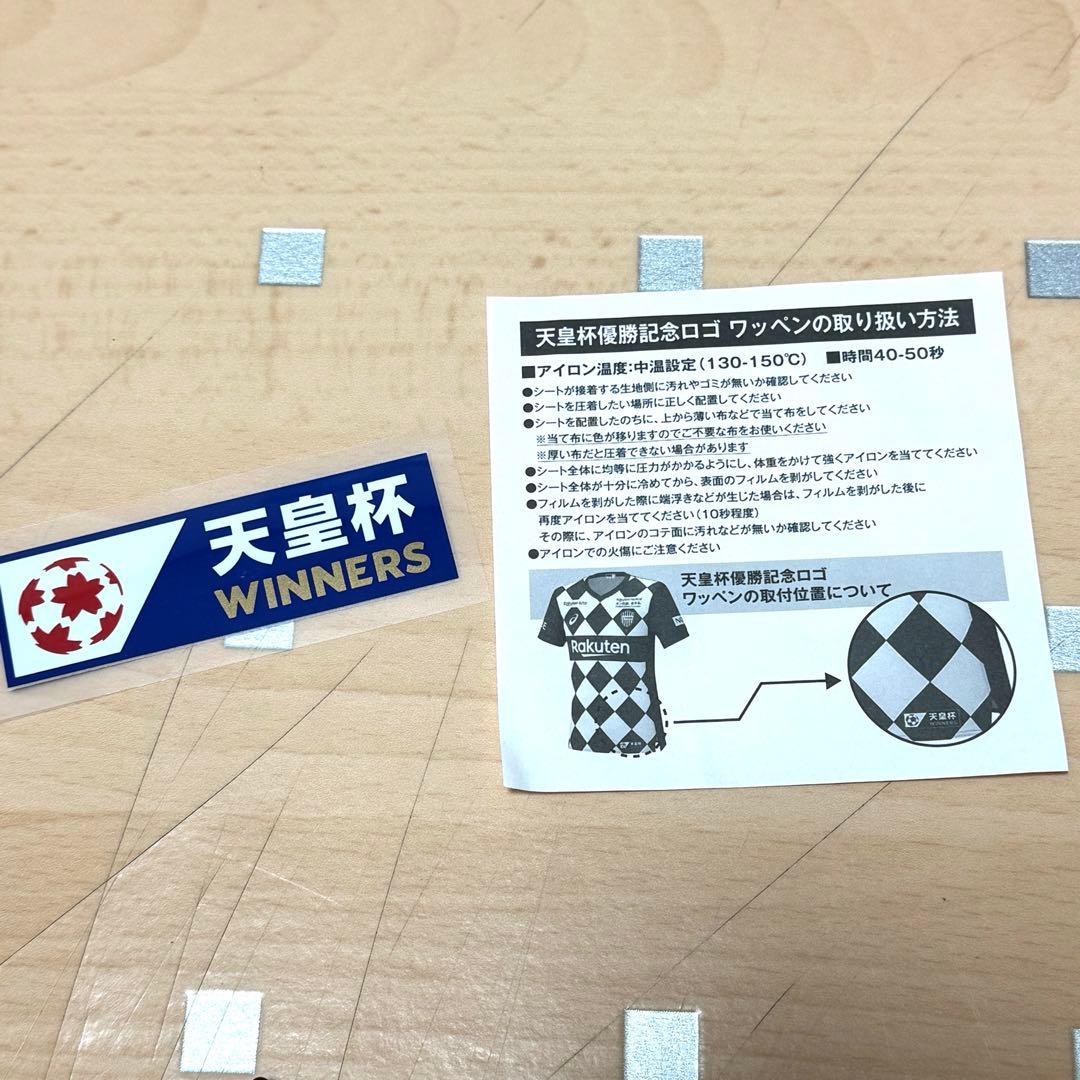 天皇杯
WINNERS
天皇杯優勝記念ロゴ ワッペンの取り扱い方法
■アイロン温度:中温設定(130-150℃) ■時間40-50秒
●シートが接着する生地側に汚れやゴミが無いか確認してください
●シートを圧着したい場所に正しく配置してください
●シートを配置したのちに、上から薄い布などで当て布をしてください
※当て布に色が移りますのでご不要な布をお使いください
※厚い布だと圧着できない場合があります
●シート全体に均等に圧力がかかるようにし、体重をかけて強くアイロンを当ててください
●シート全体が十分に冷めてから、表面のフィルムを剥がしてください
●フィルムを剥がした際に端浮きなどが生じた場合は、フィルムを剥がした後に
再度アイロンを当ててください(10秒程度)
その際に、アイロンのコテ面に汚れなどが無いか確認してください
●アイロンでの火傷にご注意ください
天皇杯優勝記念ロゴ
ワッペンの取付位置について
Rakuten
天皇杯
天皇杯
WINNERS